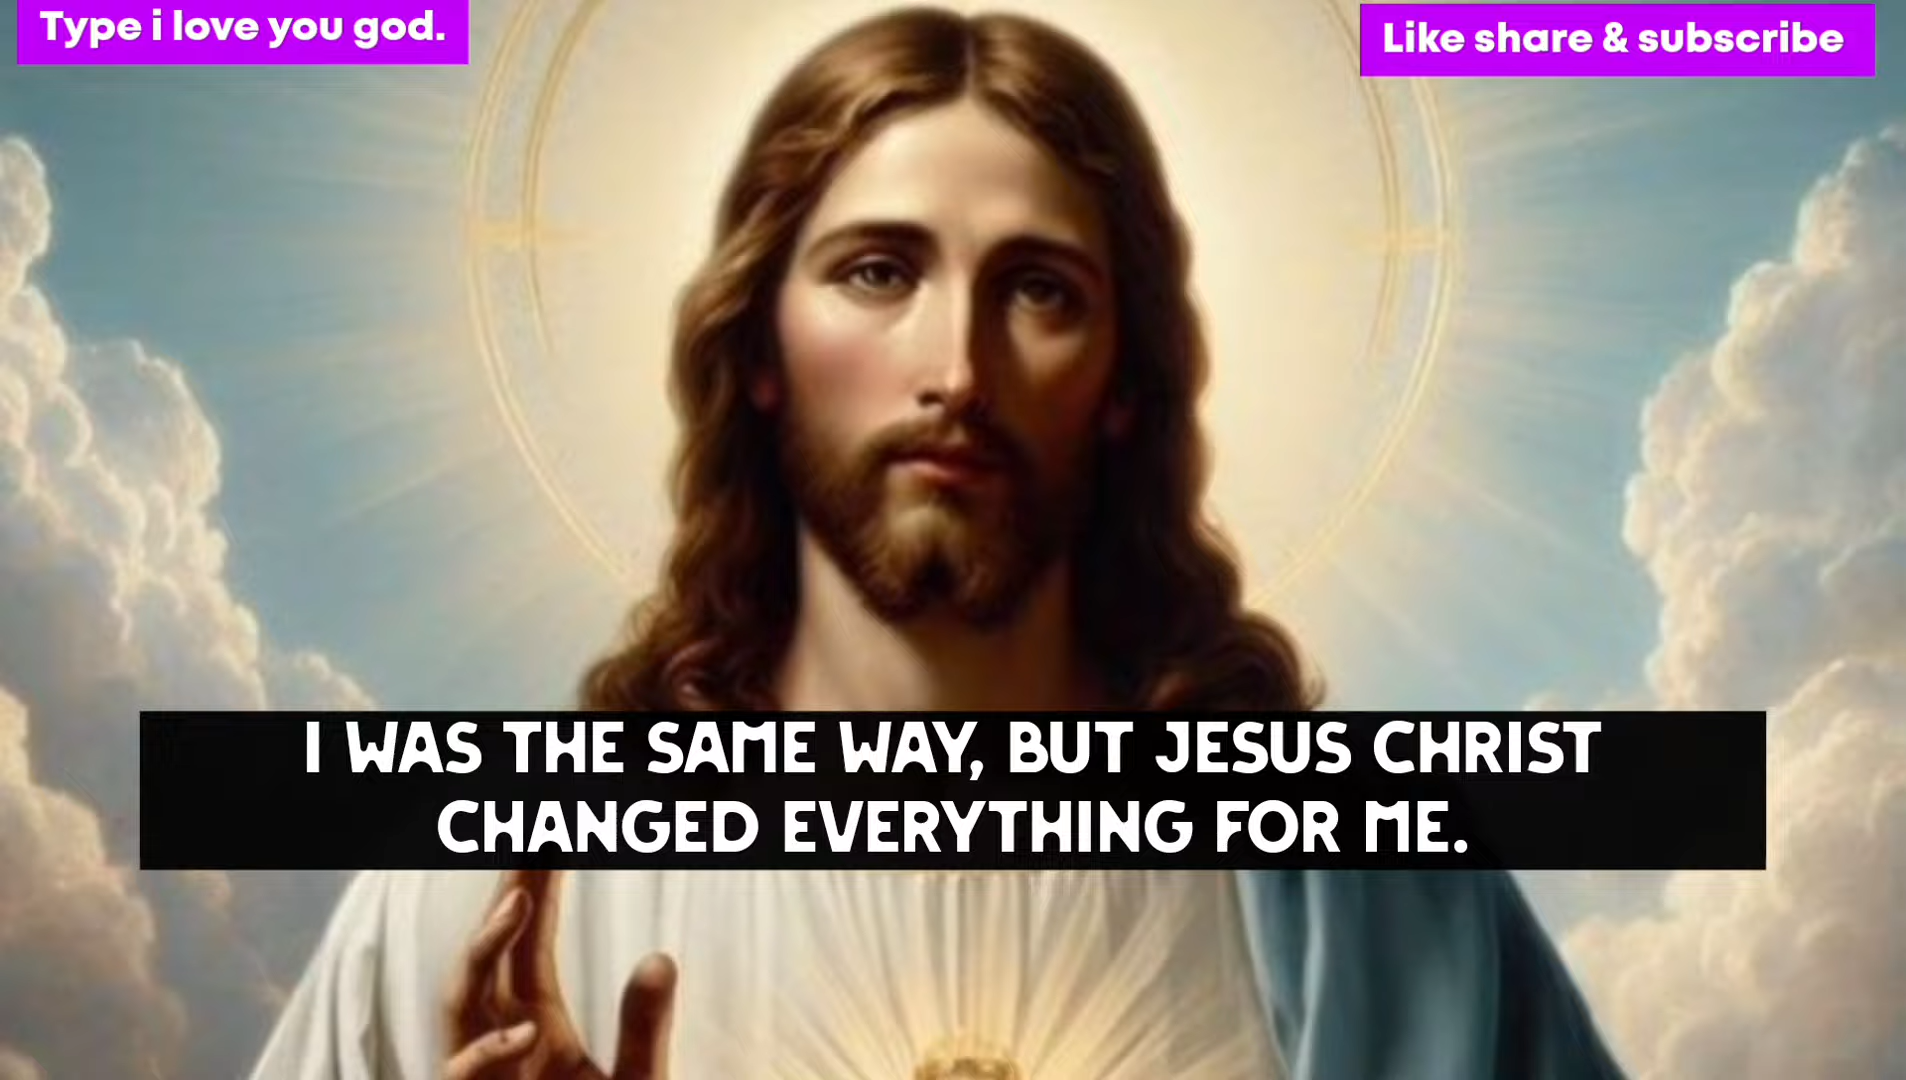 Type i love you god.
Like share & subscribe
I WAS THE SAME WAY, BUT JESUS CHRIST
CHANGED EVERYTHING FOR ME.